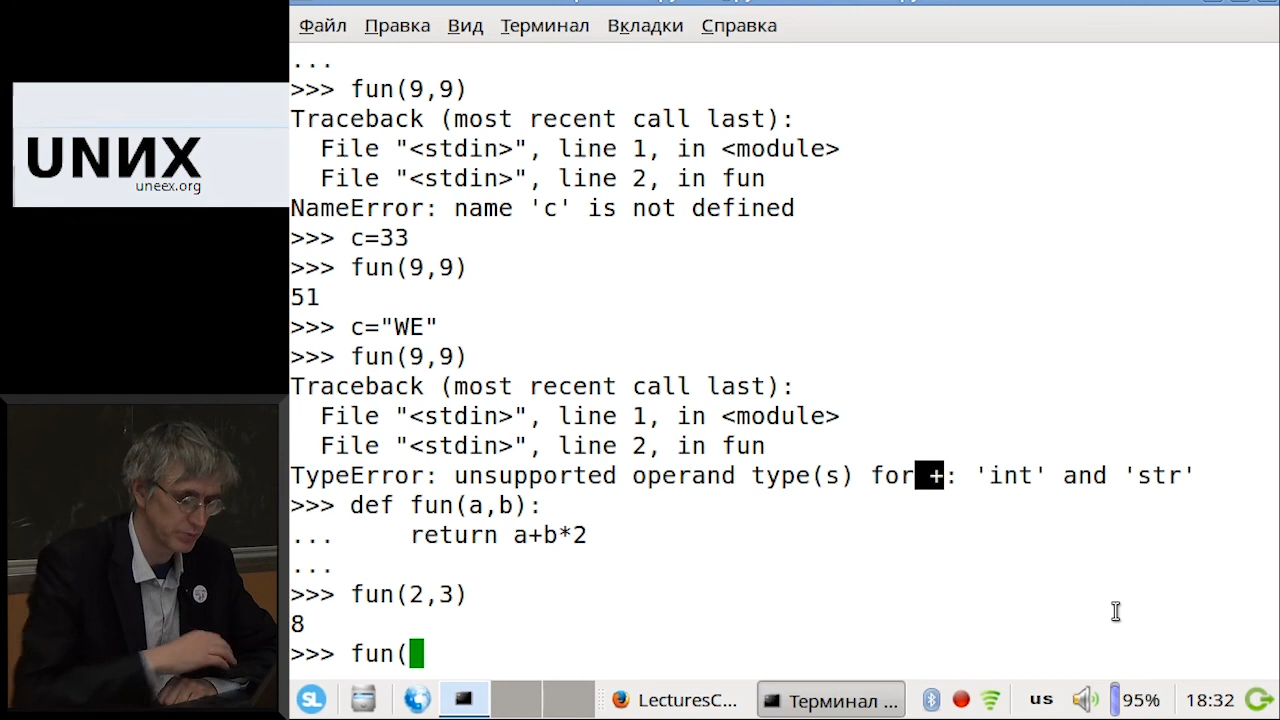 Файл Правка Вид Терминал Вкладки Справка
...
>>> fun(9,9)
Traceback (most recent call last):
  File "<stdin>", line 1, in <module>
  File "<stdin>", line 2, in fun
NameError: name 'c' is not defined
>>> c=33
>>> fun(9,9)
51
>>> c="WE"
>>> fun(9,9)
Traceback (most recent call last):
  File "<stdin>", line 1, in <module>
  File "<stdin>", line 2, in fun
TypeError: unsupported operand type(s) for +: 'int' and 'str'
>>> def fun(a,b):
...     return a+b*2
...
>>> fun(2,3)
8
>>> fun(
UNИX
uneex.org
SL LecturesC... Терминал ... us 95% 18:32